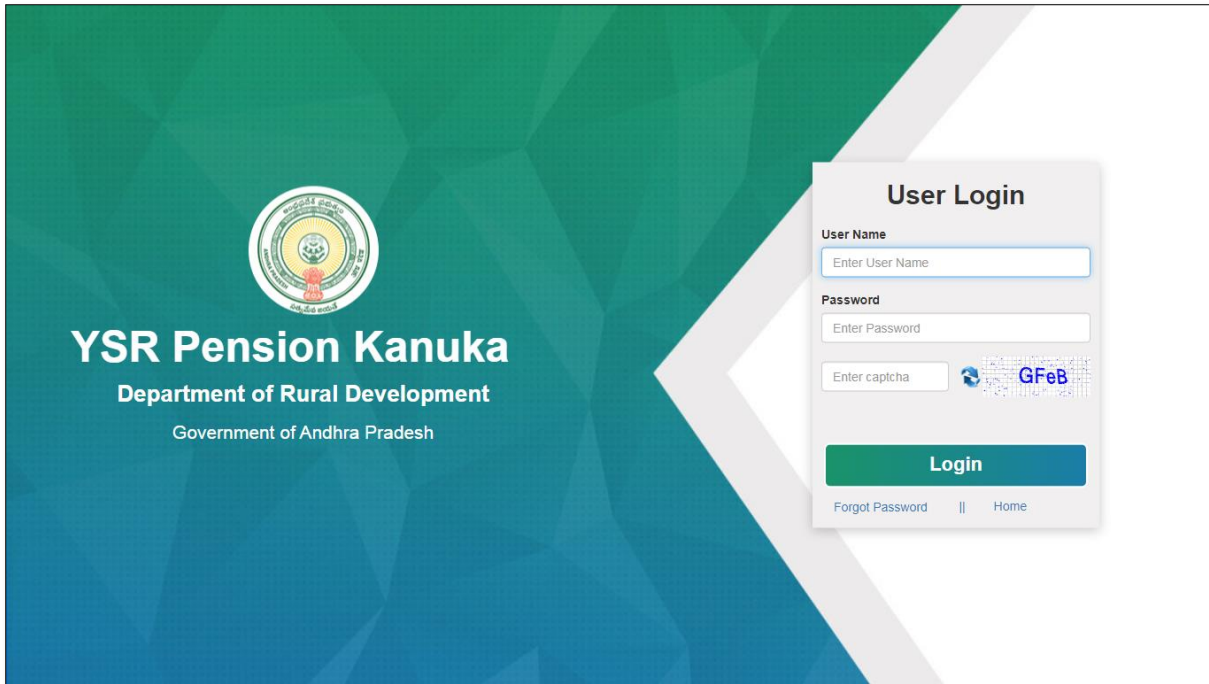 YSR Pension Kanuka
Department of Rural Development
Government of Andhra Pradesh
User Login
User Name
Enter User Name
Password
Enter Password
Enter captcha GFeB
Login
Forgot Password || Home